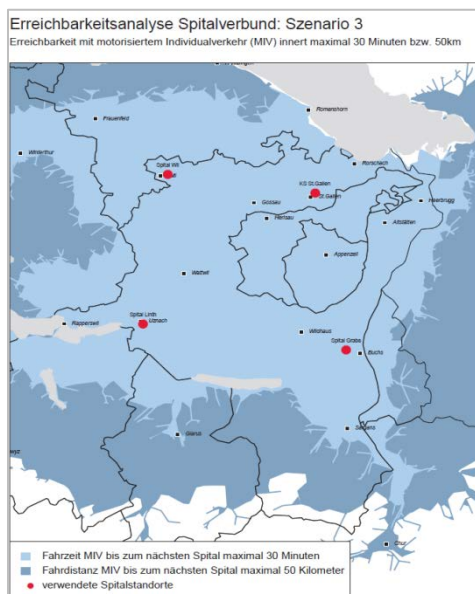 Erreichbarkeitsanalyse Spitalverbund: Szenario 3
Erreichbarkeit mit motorisiertem Individualverkehr (MIV) innert maximal 30 Minuten bzw. 50km
Romanshorn
Frauenfeld
Winterthur
Spital Wil
Rorschach
KS St.Gallen
St.Gallen
Gossau
Herisau
Heerbrugg
Altstätten
Appenzell
Wattwil
Spital Linth
Uznach
Rapperswil
Wildhaus
Spital Grabs
Buchs
Sargans
Glarus
Chur
Fahrzeit MIV bis zum nächsten Spital maximal 30 Minuten
Fahrdistanz MIV bis zum nächsten Spital maximal 50 Kilometer
verwendete Spitalstandorte